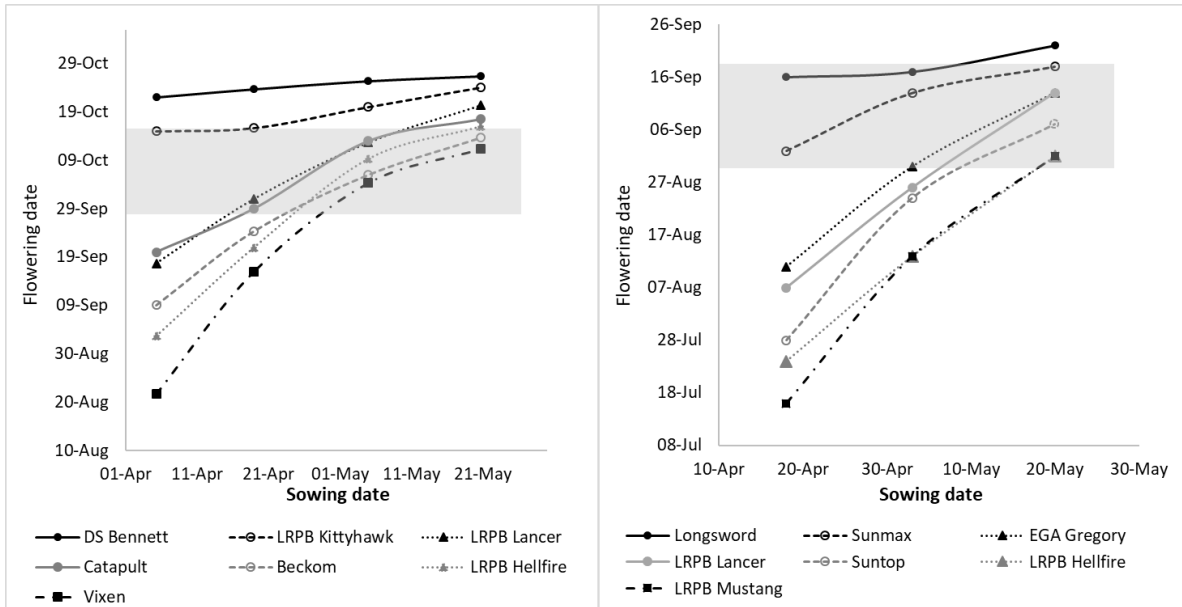 29-Oct
19-Oct
09-Oct
29-Sep
19-Sep
09-Sep
30-Aug
20-Aug
10-Aug
Flowering date
01-Apr 11-Apr 21-Apr 01-May 11-May 21-May
Sowing date
DS Bennett LRPB Kittyhawk LRPB Lancer
Catapult Beckom LRPB Hellfire
Vixen
26-Sep
16-Sep
06-Sep
27-Aug
17-Aug
07-Aug
28-Jul
18-Jul
08-Jul
Flowering date
10-Apr 20-Apr 30-Apr 10-May 20-May 30-May
Sowing date
Longsword Sunmax EGA Gregory
LRPB Lancer Suntop LRPB Hellfire
LRPB Mustang